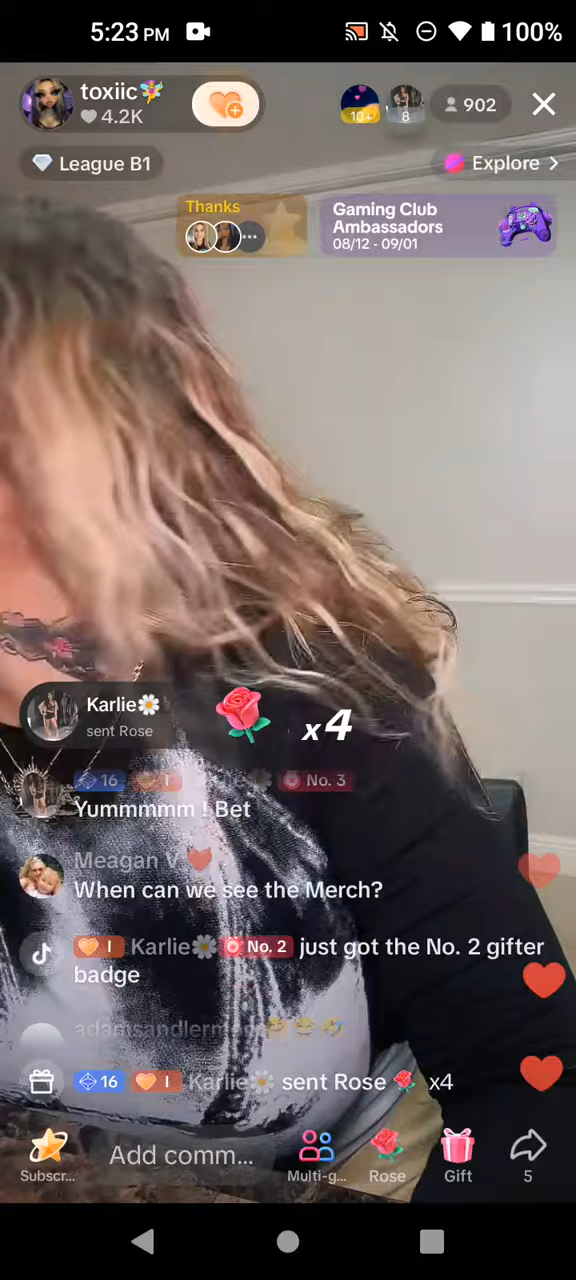 5:23 PM
100%
toxiic🧚
4.2K
10+
8
902
League B1
Explore >
Thanks
Gaming Club
Ambassadors
08/12 - 09/01
Karlie🌼
sent Rose
x4
16 I No. 3
Yummmmm ! Bet
Meagan V ❤️
When can we see the Merch?
I Karlie🌼 No. 2 just got the No. 2 gifter
badge
16 I Karlie🌼 sent Rose 🌹 x4
Subscr...
Add comm...
Multi-g...
Rose
Gift
5